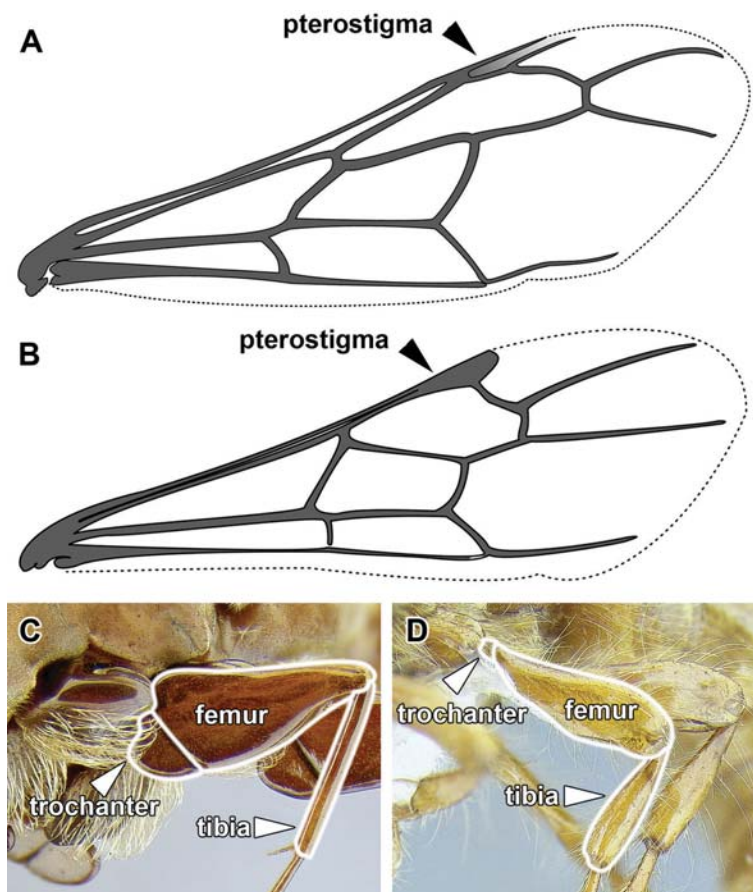 A
pterostigma
B
pterostigma
C
femur
trochanter
tibia
D
trochanter
femur
tibia